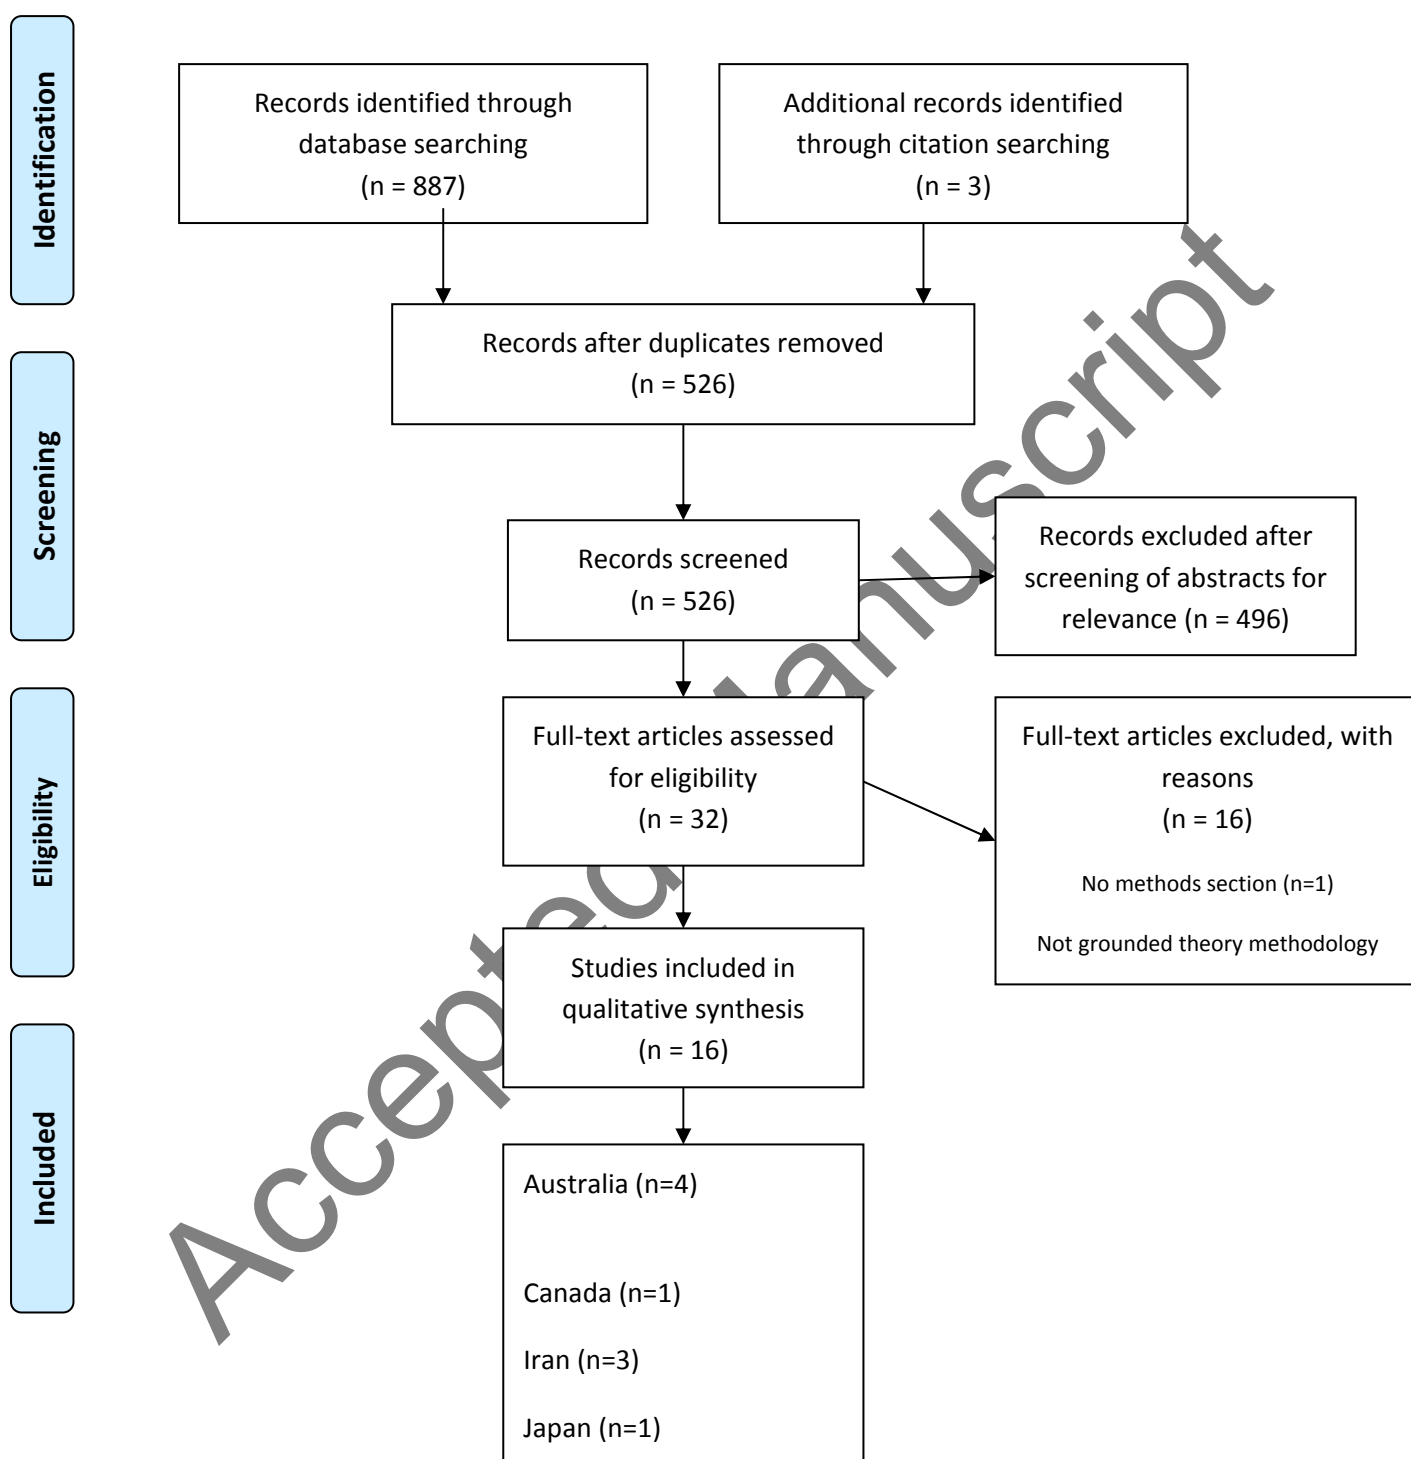 Identification
Records identified through
database searching
(n = 887)
Additional records identified
through citation searching
(n = 3)
Records after duplicates removed
(n = 526)
Screening
Records screened
(n = 526)
Records excluded after
screening of abstracts for
relevance (n = 496)
Eligibility
Full-text articles assessed
for eligibility
(n = 32)
Full-text articles excluded, with
reasons
(n = 16)
No methods section (n=1)
Not grounded theory methodology
Studies included in
qualitative synthesis
(n = 16)
Included
Australia (n=4)
Canada (n=1)
Iran (n=3)
Japan (n=1)
Accepted Manuscript